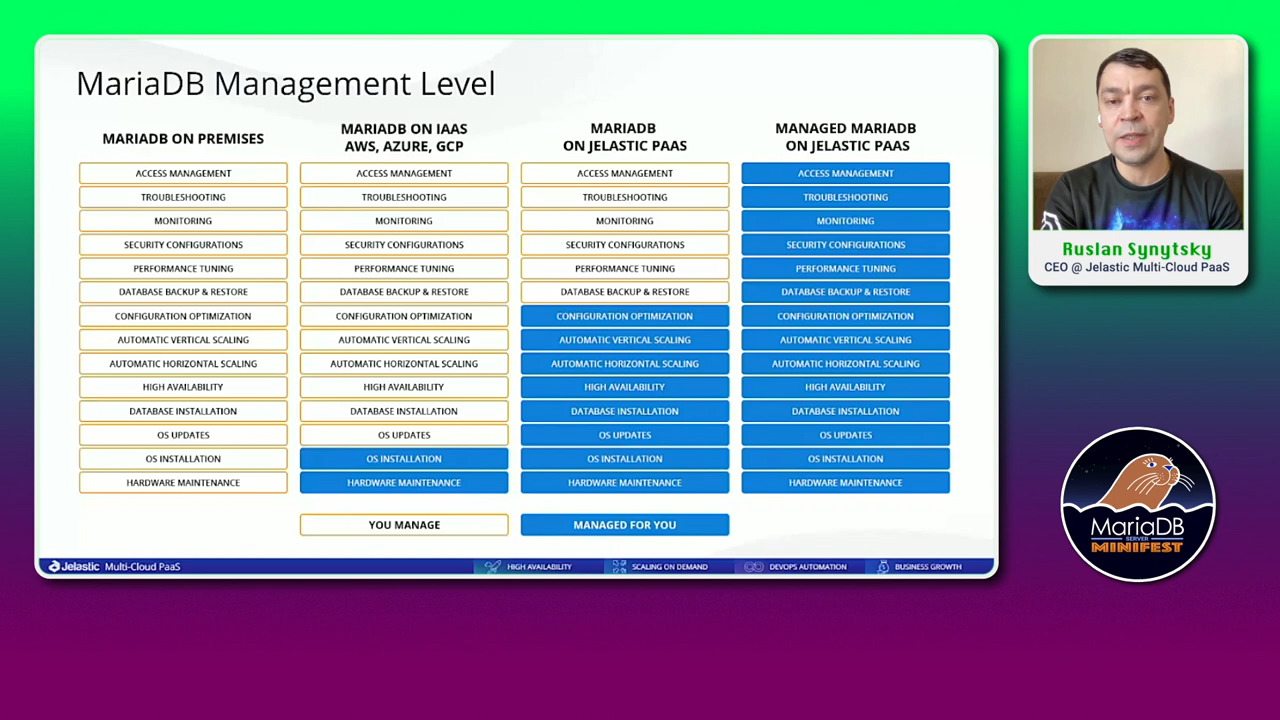 MariaDB Management Level
MARIADB ON PREMISES
ACCESS MANAGEMENT
TROUBLESHOOTING
MONITORING
SECURITY CONFIGURATIONS
PERFORMANCE TUNING
DATABASE BACKUP & RESTORE
CONFIGURATION OPTIMIZATION
AUTOMATIC VERTICAL SCALING
AUTOMATIC HORIZONTAL SCALING
HIGH AVAILABILITY
DATABASE INSTALLATION
OS UPDATES
OS INSTALLATION
HARDWARE MAINTENANCE
MARIADB ON IAAS
AWS, AZURE, GCP
ACCESS MANAGEMENT
TROUBLESHOOTING
MONITORING
SECURITY CONFIGURATIONS
PERFORMANCE TUNING
DATABASE BACKUP & RESTORE
CONFIGURATION OPTIMIZATION
AUTOMATIC VERTICAL SCALING
AUTOMATIC HORIZONTAL SCALING
HIGH AVAILABILITY
DATABASE INSTALLATION
OS UPDATES
OS INSTALLATION
HARDWARE MAINTENANCE
MARIADB
ON JELASTIC PAAS
ACCESS MANAGEMENT
TROUBLESHOOTING
MONITORING
SECURITY CONFIGURATIONS
PERFORMANCE TUNING
DATABASE BACKUP & RESTORE
CONFIGURATION OPTIMIZATION
AUTOMATIC VERTICAL SCALING
AUTOMATIC HORIZONTAL SCALING
HIGH AVAILABILITY
DATABASE INSTALLATION
OS UPDATES
OS INSTALLATION
HARDWARE MAINTENANCE
MANAGED MARIADB
ON JELASTIC PAAS
ACCESS MANAGEMENT
TROUBLESHOOTING
MONITORING
SECURITY CONFIGURATIONS
PERFORMANCE TUNING
DATABASE BACKUP & RESTORE
CONFIGURATION OPTIMIZATION
AUTOMATIC VERTICAL SCALING
AUTOMATIC HORIZONTAL SCALING
HIGH AVAILABILITY
DATABASE INSTALLATION
OS UPDATES
OS INSTALLATION
HARDWARE MAINTENANCE
YOU MANAGE
MANAGED FOR YOU
Jelastic Multi-Cloud PaaS
HIGH AVAILABILITY
SCALING ON DEMAND
DEVOPS AUTOMATION
BUSINESS GROWTH
Ruslan Synytsky
CEO @ Jelastic Multi-Cloud PaaS
MariaDB
SERVER
MINIFEST